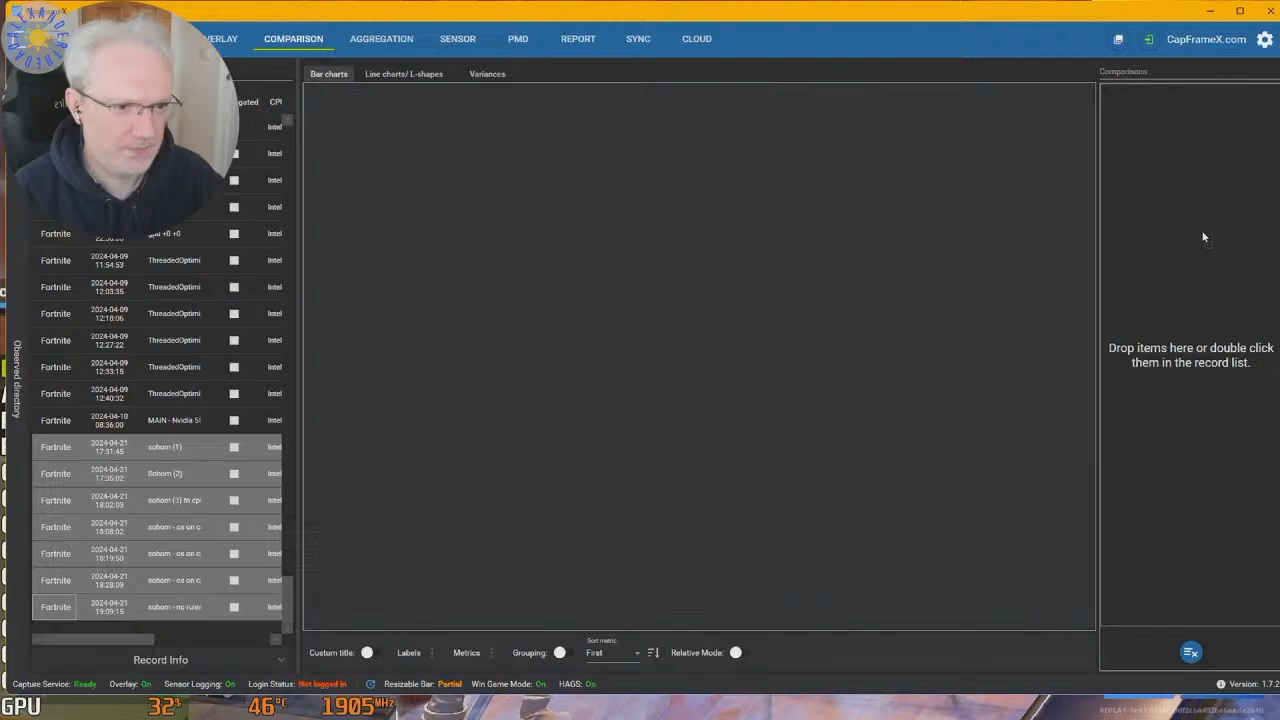 OVERLAY
COMPARISON
AGGREGATION
SENSOR
PMD
REPORT
SYNC
CLOUD
CapFrameX.com
Bar charts
Line charts/ L-shapes
Variances
Comparisons:
gated
CPI
Intel
Intel
Intel
Intel
Fortnite
gpu +0 +0
Intel
Fortnite
2024-04-09
11:54:53
ThreadedOptimi
Intel
Fortnite
2024-04-09
12:03:35
ThreadedOptimi
Intel
Fortnite
2024-04-09
12:18:06
ThreadedOptimi
Intel
Fortnite
2024-04-09
12:27:22
ThreadedOptimi
Intel
Fortnite
2024-04-09
12:33:15
ThreadedOptimi
Intel
Fortnite
2024-04-09
12:40:32
ThreadedOptimi
Intel
Fortnite
2024-04-10
08:36:00
MAIN - Nvidia 5!
Intel
Fortnite
2024-04-21
17:31:45
sohom (1)
Intel
Fortnite
2024-04-21
17:35:02
Sohom (2)
Intel
Fortnite
2024-04-21
18:02:03
sohom (3) fn cpi
Intel
Fortnite
2024-04-21
18:08:02
sohom - os on c
Intel
Fortnite
2024-04-21
18:19:50
sohom - os on c
Intel
Fortnite
2024-04-21
18:28:09
sohom - os on c
Intel
Fortnite
2024-04-21
19:09:15
sohom - no rules
Intel
Observed directory
Drop items here or double click
them in the record list.
Record Info
Custom title:
Labels
Metrics
Grouping:
Sort metric
First
Relative Mode:
Capture Service: Ready
Overlay: On
Sensor Logging: On
Login Status: Not logged in
Resizable Bar: Partial
Win Game Mode: On
HAGS: On
Version: 1.7.2
GPU
32%
46°C
1905MHz